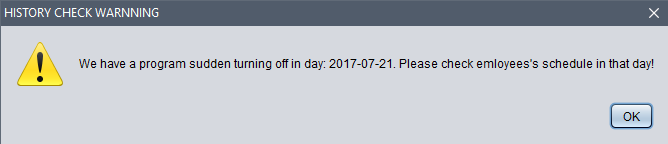 HISTORY CHECK WARNNING
We have a program sudden turning off in day: 2017-07-21. Please check emloyees's schedule in that day!
OK